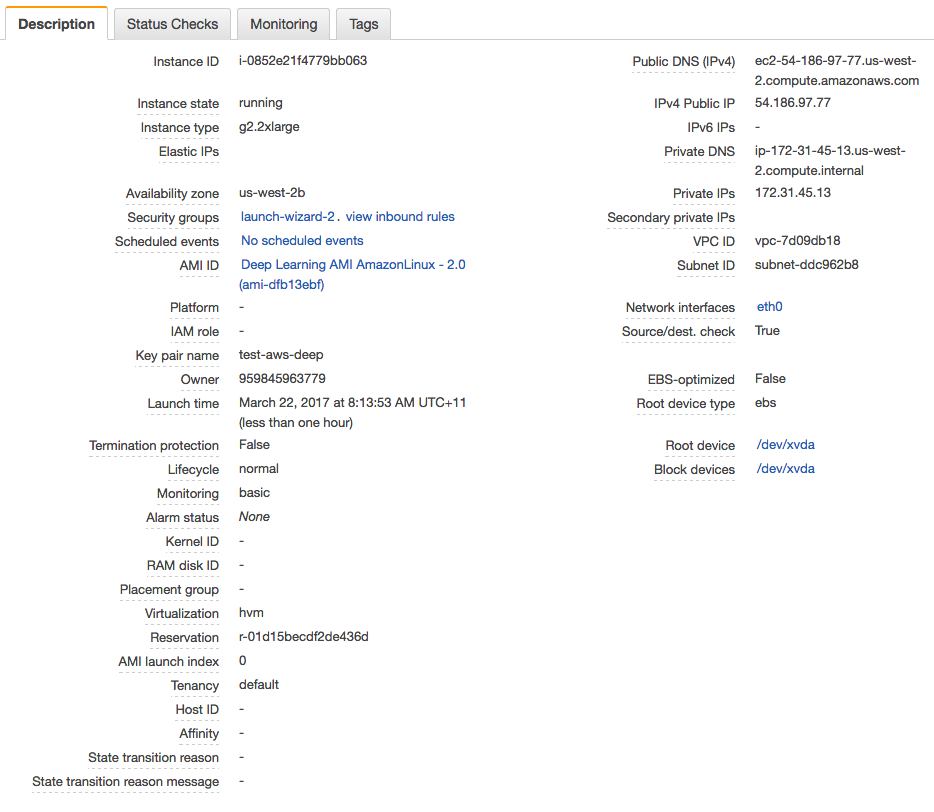 Description Status Checks Monitoring Tags
Instance ID i-0852e21f4779bb063
Public DNS (IPv4) ec2-54-186-97-77.us-west-
2.compute.amazonaws.com
Instance state running
IPv4 Public IP 54.186.97.77
Instance type g2.2xlarge
IPv6 IPs -
Elastic IPs
Private DNS ip-172-31-45-13.us-west-
2.compute.internal
Availability zone us-west-2b
Private IPs 172.31.45.13
Security groups launch-wizard-2. view inbound rules
Secondary private IPs
Scheduled events No scheduled events
VPC ID vpc-7d09db18
AMI ID Deep Learning AMI AmazonLinux - 2.0
(ami-dfb13ebf)
Subnet ID subnet-ddc962b8
Platform -
Network interfaces eth0
IAM role -
Source/dest. check True
Key pair name test-aws-deep
Owner 959845963779
EBS-optimized False
Launch time March 22, 2017 at 8:13:53 AM UTC+11
(less than one hour)
Root device type ebs
Termination protection False
Root device /dev/xvda
Lifecycle normal
Block devices /dev/xvda
Monitoring basic
Alarm status None
Kernel ID -
RAM disk ID -
Placement group -
Virtualization hvm
Reservation r-01d15becdf2de436d
AMI launch index 0
Tenancy default
Host ID -
Affinity -
State transition reason -
State transition reason message -